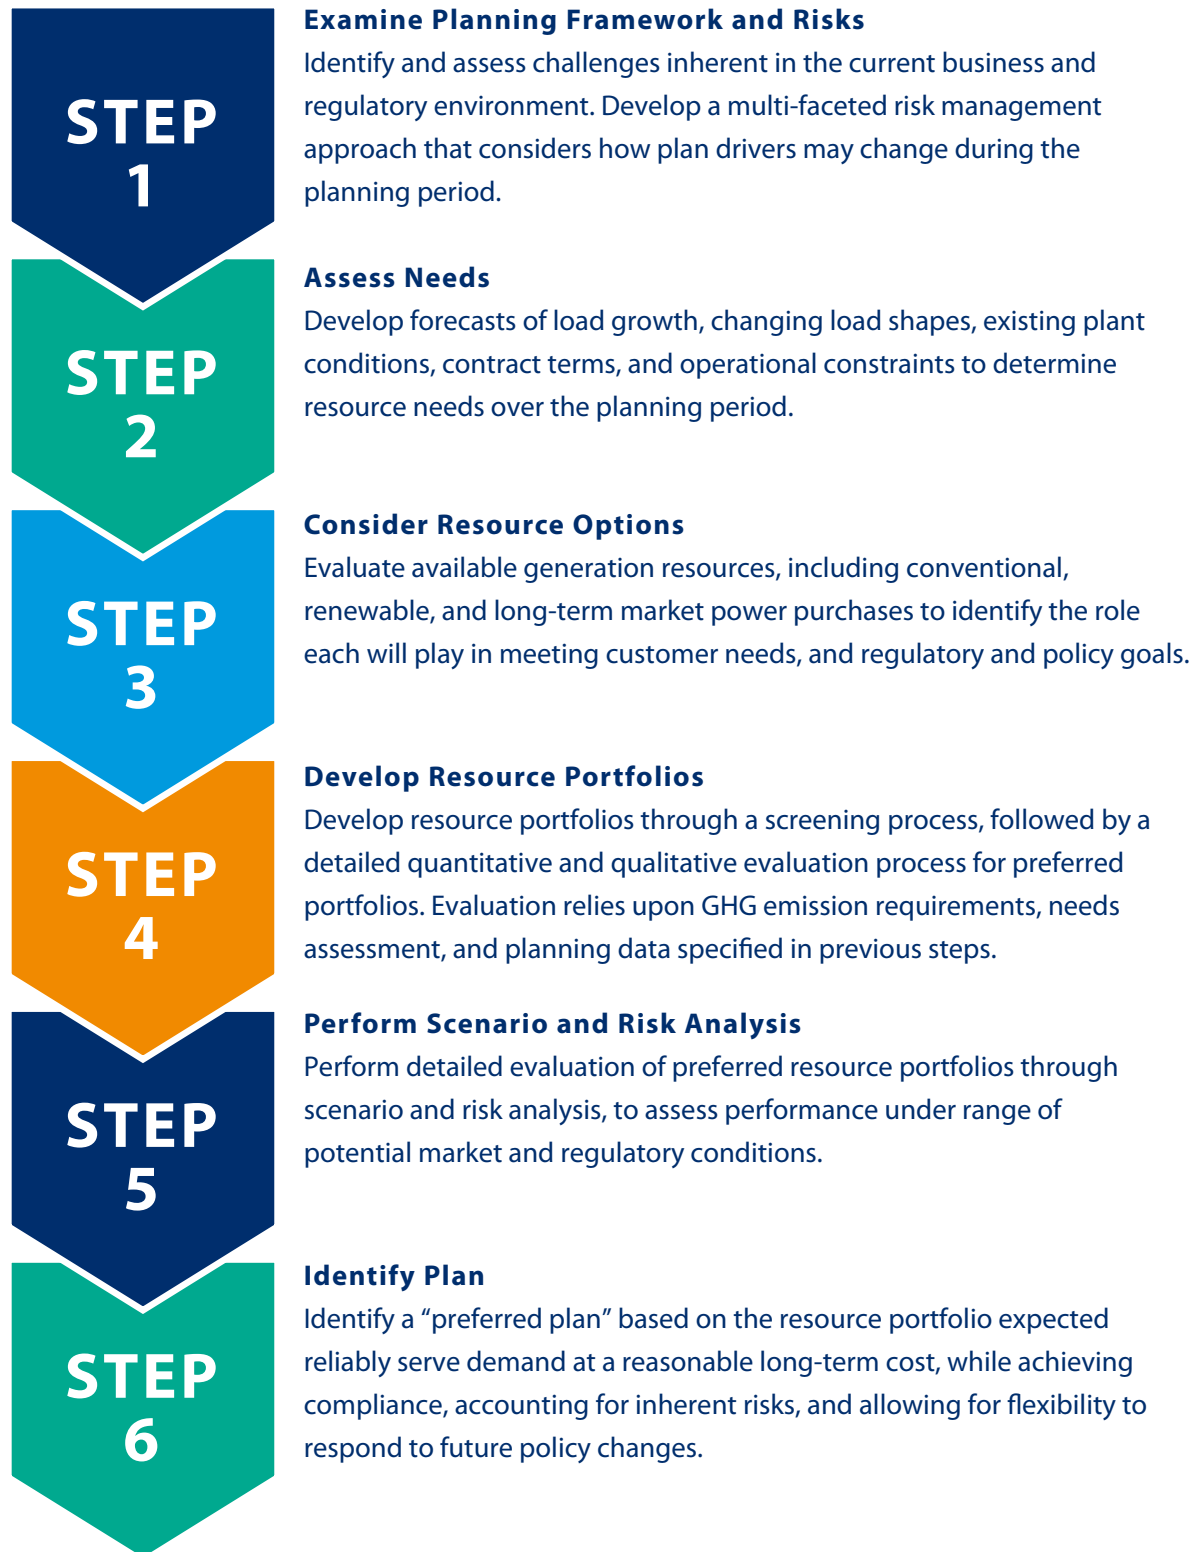 STEP
1
Examine Planning Framework and Risks
Identify and assess challenges inherent in the current business and
regulatory environment. Develop a multi-faceted risk management
approach that considers how plan drivers may change during the
planning period.
STEP
2
Assess Needs
Develop forecasts of load growth, changing load shapes, existing plant
conditions, contract terms, and operational constraints to determine
resource needs over the planning period.
STEP
3
Consider Resource Options
Evaluate available generation resources, including conventional,
renewable, and long-term market power purchases to identify the role
each will play in meeting customer needs, and regulatory and policy goals.
STEP
4
Develop Resource Portfolios
Develop resource portfolios through a screening process, followed by a
detailed quantitative and qualitative evaluation process for preferred
portfolios. Evaluation relies upon GHG emission requirements, needs
assessment, and planning data specified in previous steps.
STEP
5
Perform Scenario and Risk Analysis
Perform detailed evaluation of preferred resource portfolios through
scenario and risk analysis, to assess performance under range of
potential market and regulatory conditions.
STEP
6
Identify Plan
Identify a “preferred plan” based on the resource portfolio expected
reliably serve demand at a reasonable long-term cost, while achieving
compliance, accounting for inherent risks, and allowing for flexibility to
respond to future policy changes.